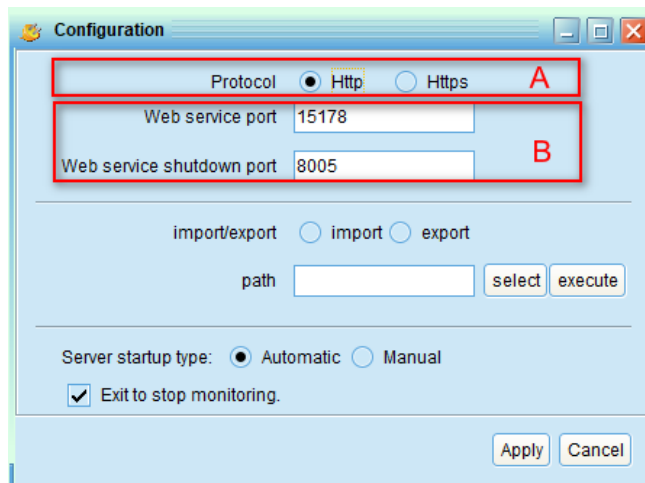 Configuration
Protocol Http Https A
Web service port 15178
B
Web service shutdown port 8005
import/export import export
path select execute
Server startup type: Automatic Manual
Exit to stop monitoring.
Apply Cancel